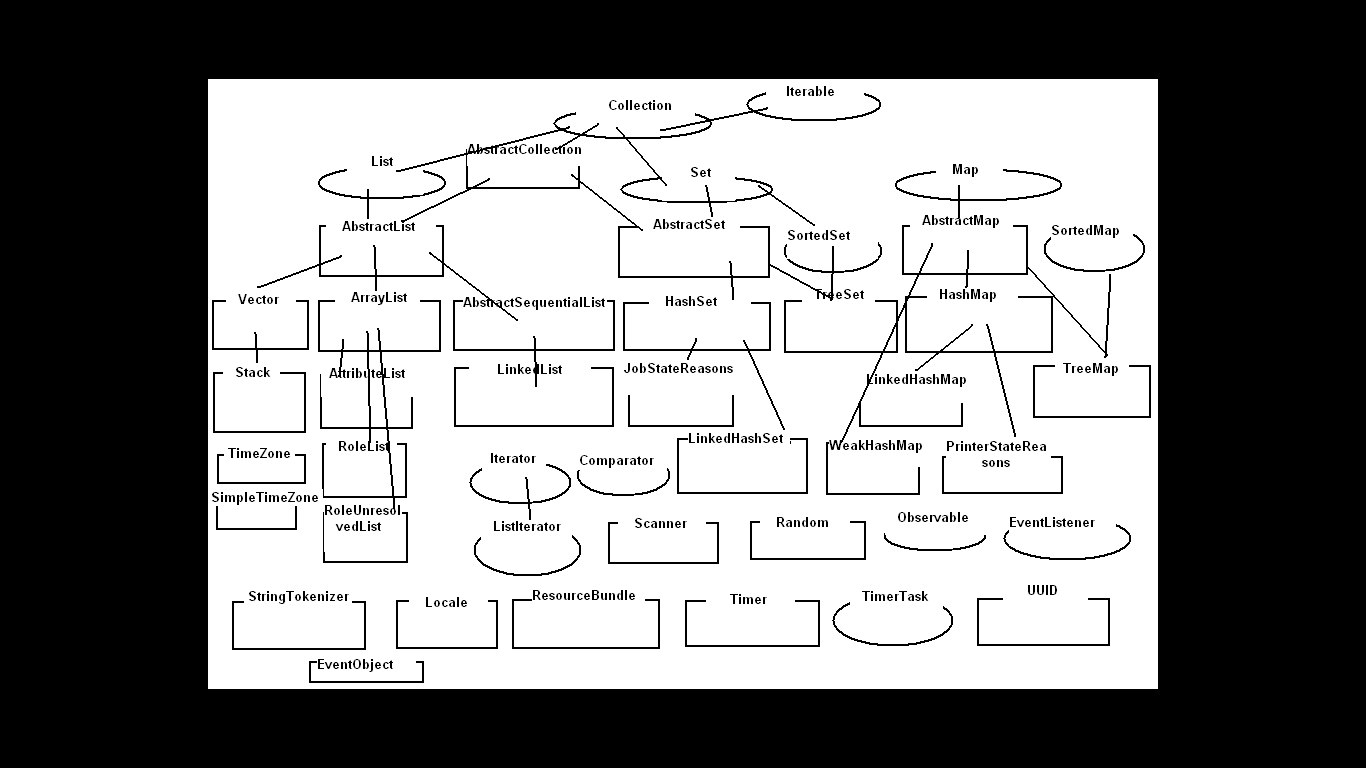 Iterable
Collection
AbstractCollection
List
Set
Map
AbstractList
AbstractSet
SortedSet
AbstractMap
SortedMap
Vector
ArrayList
AbstractSequentialList
HashSet
TreeSet
HashMap
Stack
AttributeList
LinkedList
JobStateReasons
LinkedHashMap
TreeMap
TimeZone
RoleList
Iterator
Comparator
LinkedHashSet
WeakHashMap
PrinterStateRea
sons
SimpleTimeZone
RoleUnresol
vedList
ListIterator
Scanner
Random
Observable
EventListener
StringTokenizer
Locale
ResourceBundle
Timer
TimerTask
UUID
EventObject